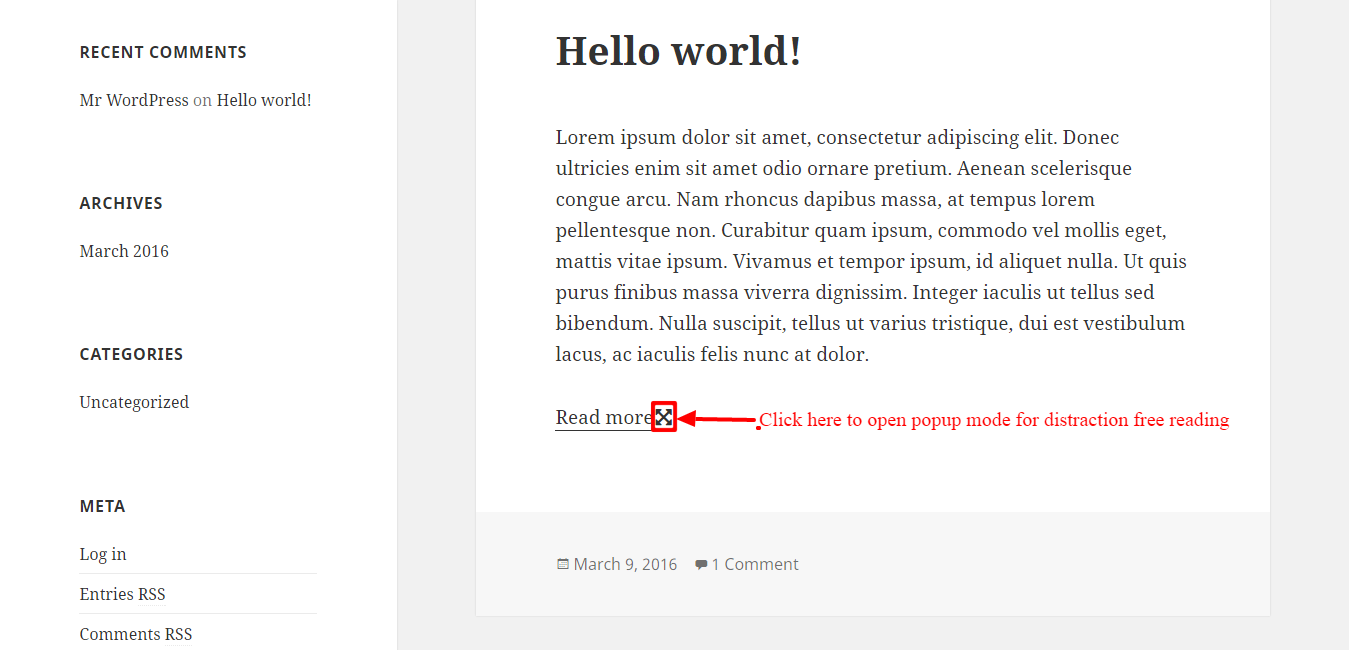 RECENT COMMENTS
Mr WordPress on Hello world!
ARCHIVES
March 2016
CATEGORIES
Uncategorized
META
Log in
Entries RSS
Comments RSS
Hello world!
Lorem ipsum dolor sit amet, consectetur adipiscing elit. Donec
ultricies enim sit amet odio ornare pretium. Aenean scelerisque
congue arcu. Nam rhoncus dapibus massa, at tempus lorem
pellentesque non. Curabitur quam ipsum, commodo vel mollis eget,
mattis vitae ipsum. Vivamus et tempor ipsum, id aliquet nulla. Ut quis
purus finibus massa viverra dignissim. Integer iaculis ut tellus sed
bibendum. Nulla suscipit, tellus ut varius tristique, dui est vestibulum
lacus, ac iaculis felis nunc at dolor.
Read more Click here to open popup mode for distraction free reading
March 9, 2016 1 Comment